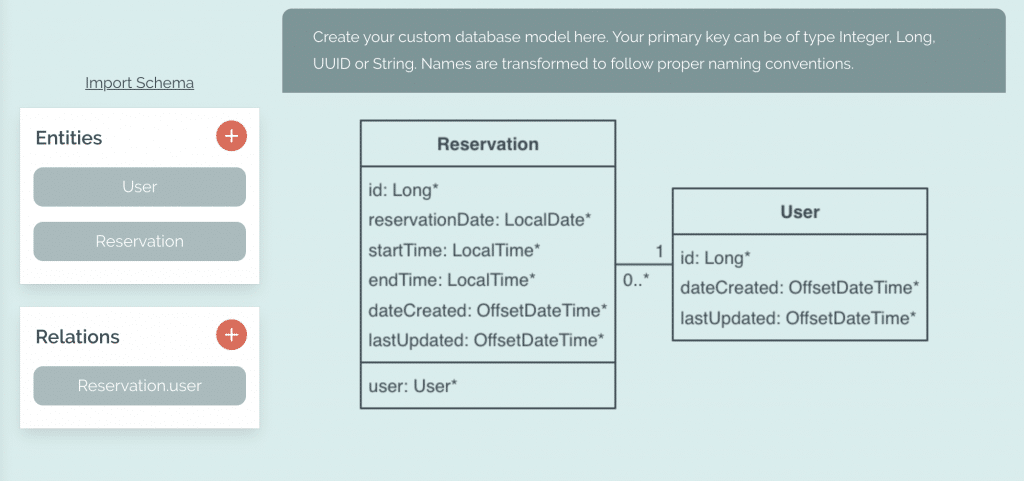 Create your custom database model here. Your primary key can be of type Integer, Long,
UUID or String. Names are transformed to follow proper naming conventions.
Import Schema
Entities
+
User
Reservation
Relations
+
Reservation.user
Reservation
id: Long*
reservationDate: LocalDate*
startTime: LocalTime*
endTime: LocalTime*
dateCreated: OffsetDateTime*
lastUpdated: OffsetDateTime*
user: User*
1
0..*
User
id: Long*
dateCreated: OffsetDateTime*
lastUpdated: OffsetDateTime*